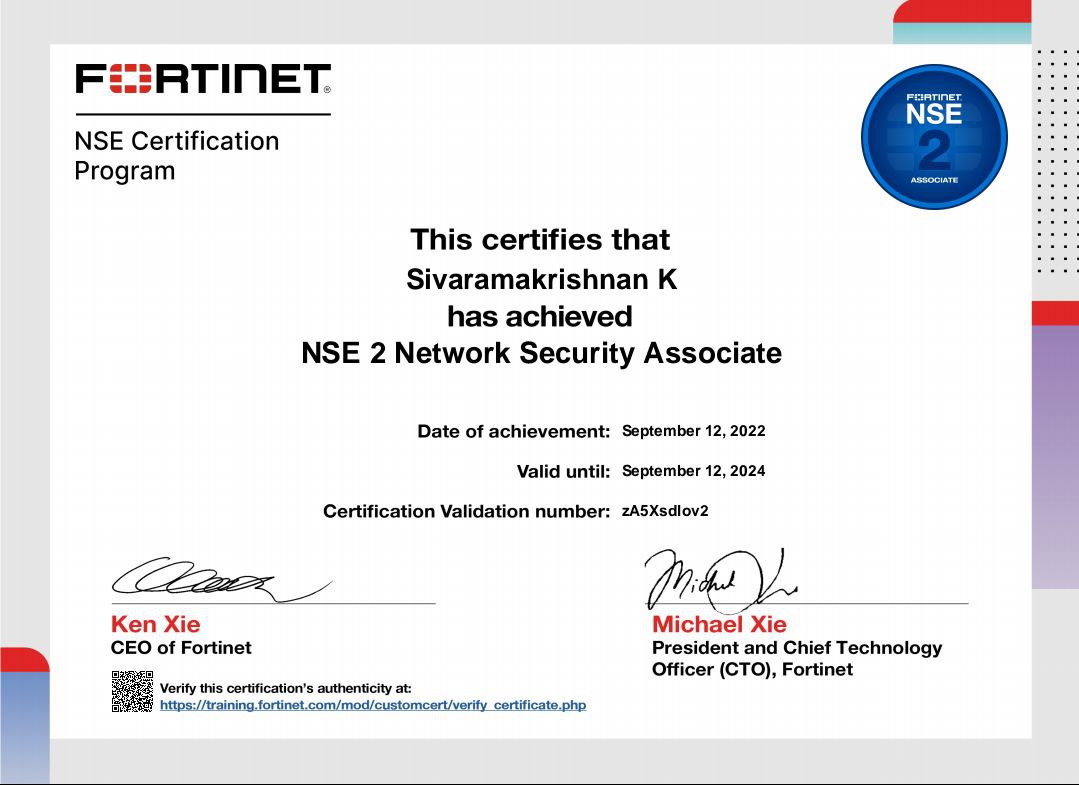 FORTINET®
NSE Certification
Program
FORTINET
NSE
2
ASSOCIATE
This certifies that
Sivaramakrishnan K
has achieved
NSE 2 Network Security Associate
Date of achievement: September 12, 2022
Valid until: September 12, 2024
Certification Validation number: zA5Xsdlov2
Michael Xie
Ken Xie
CEO of Fortinet
Michael Xie
President and Chief Technology
Officer (CTO), Fortinet
Verify this certification's authenticity at:
https://training.fortinet.com/mod/customcert/verify_certificate.php